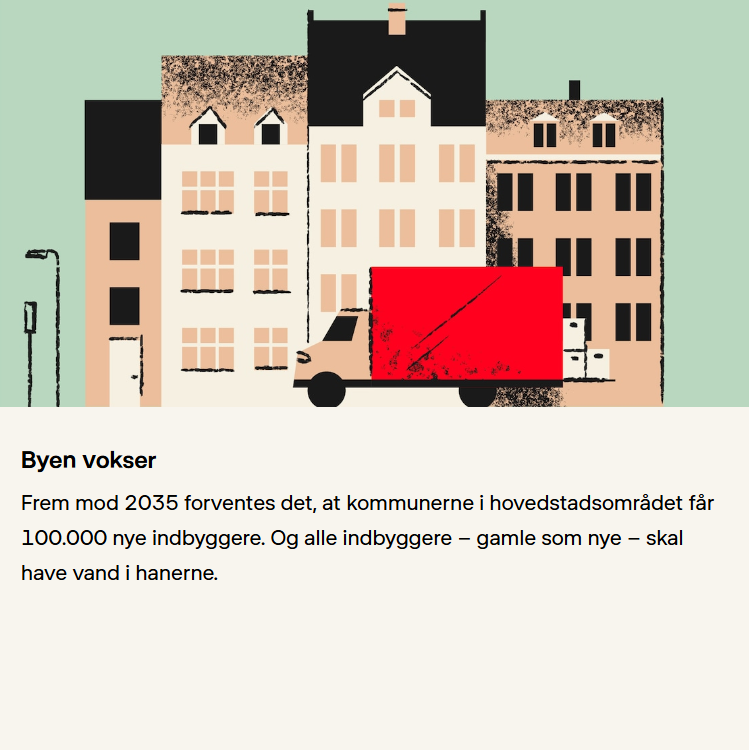 Byen vokser
Frem mod 2035 forventes det, at kommunerne i hovedstadsområdet får
100.000 nye indbyggere. Og alle indbyggere – gamle som nye – skal
have vand i hanerne.